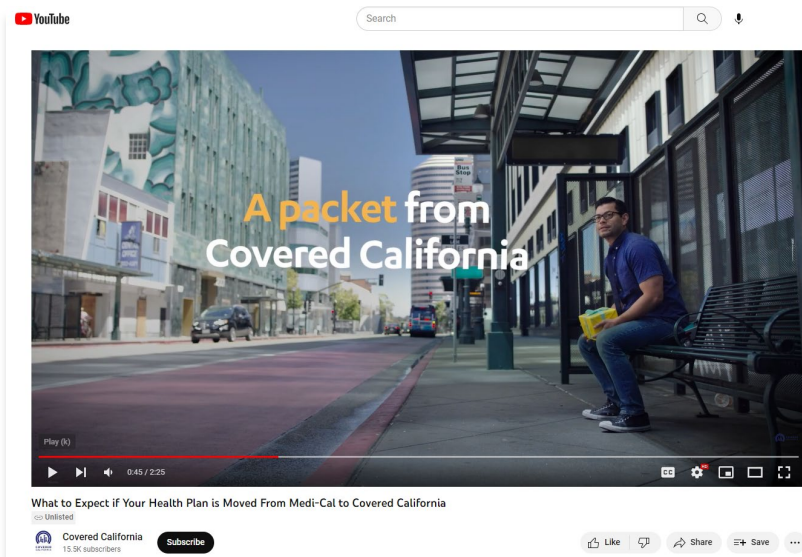 YouTube
Search
Bus
Stop
A packet from
Covered California
Play (k)
0:45 / 2:25
CC
HD
What to Expect if Your Health Plan is Moved From Medi-Cal to Covered California
Unlisted
Covered California
15.5K subscribers
Subscribe
Like
Share
Save